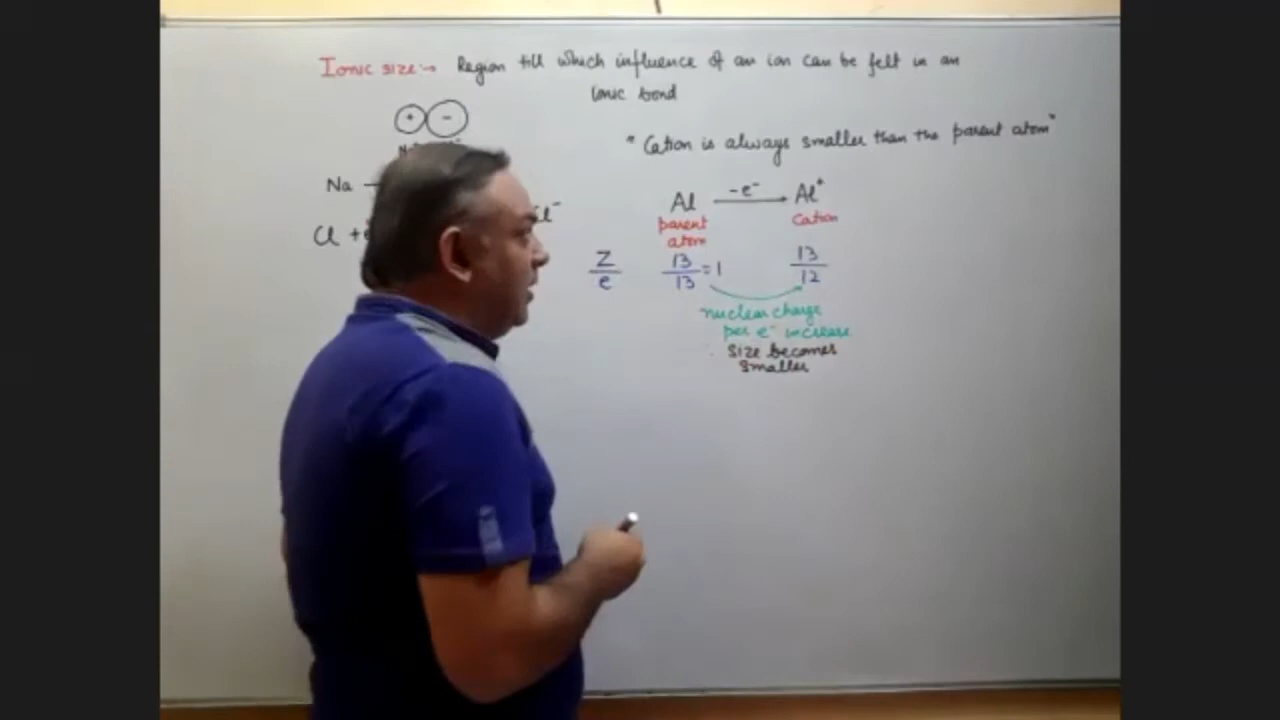 Ionic size:→ Region till which influence of an ion can be felt in an
ionic bond
+ -
"Cation is always smaller than the parent atom"
Na
Al -e⁻ → Al⁺
parent atom
Cation
Cl +
Cl⁻
Z/e 13/13 = 1 13/12
nuclear charge
per e⁻ increase
size becomes
smaller